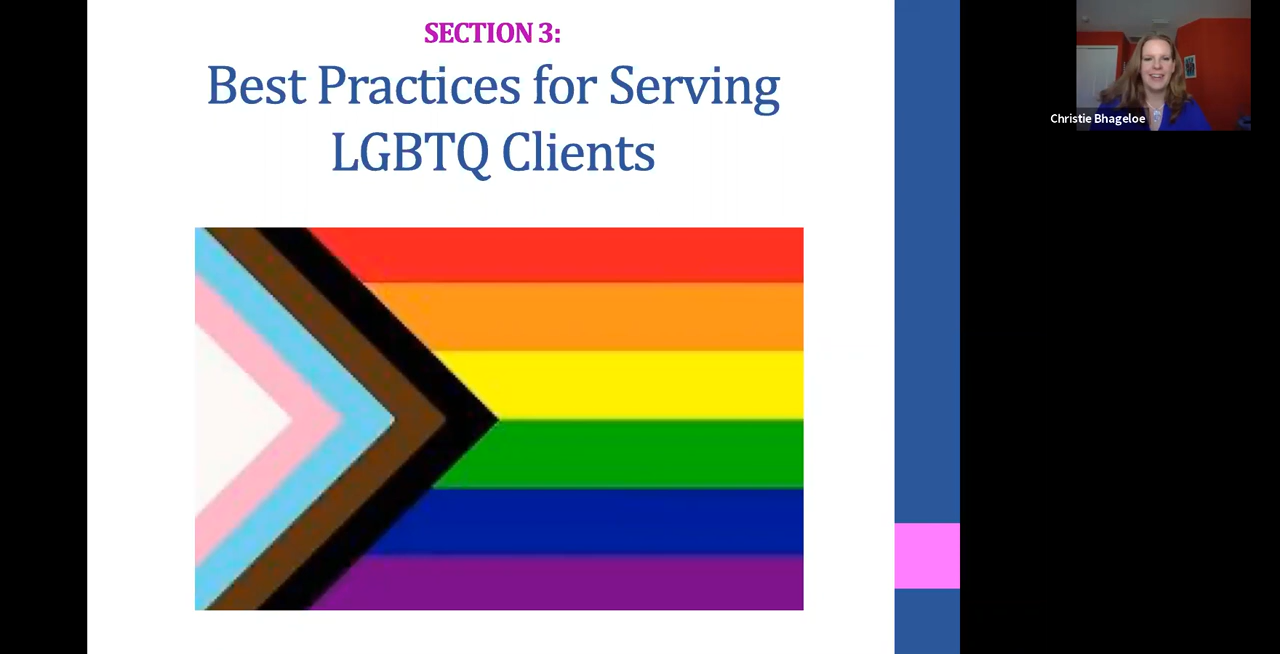 SECTION 3:
Best Practices for Serving
LGBTQ Clients
Christie Bhageloe